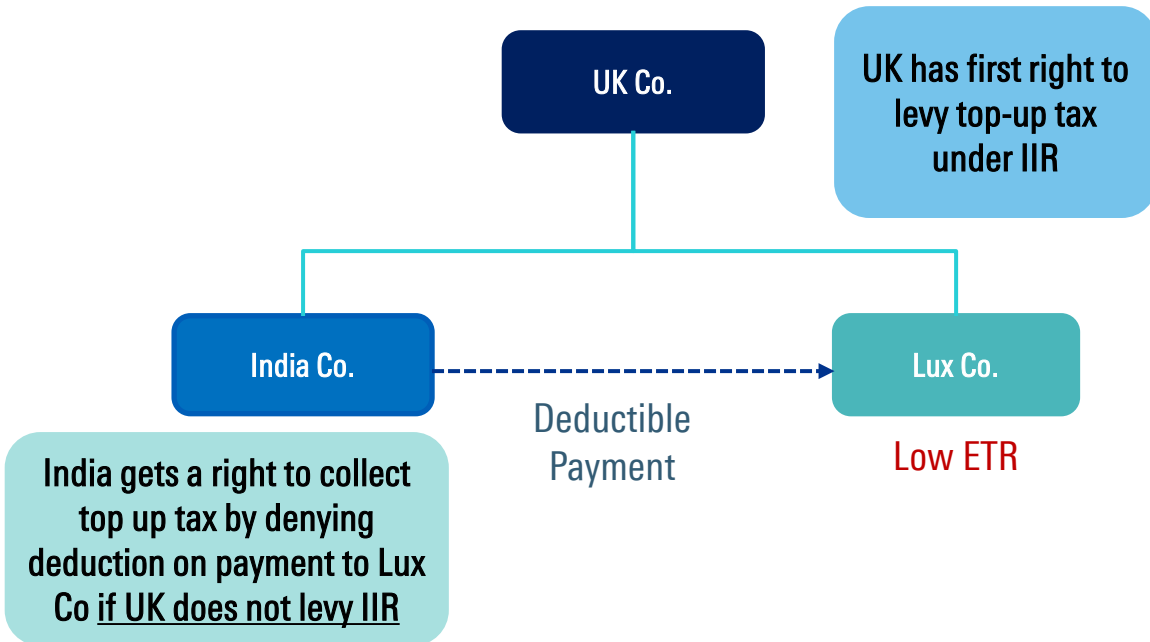 UK Co.
UK has first right to
levy top-up tax
under IIR
India Co.
Lux Co.
Deductible
Payment
Low ETR
India gets a right to collect
top up tax by denying
deduction on payment to Lux
Co if UK does not levy IIR